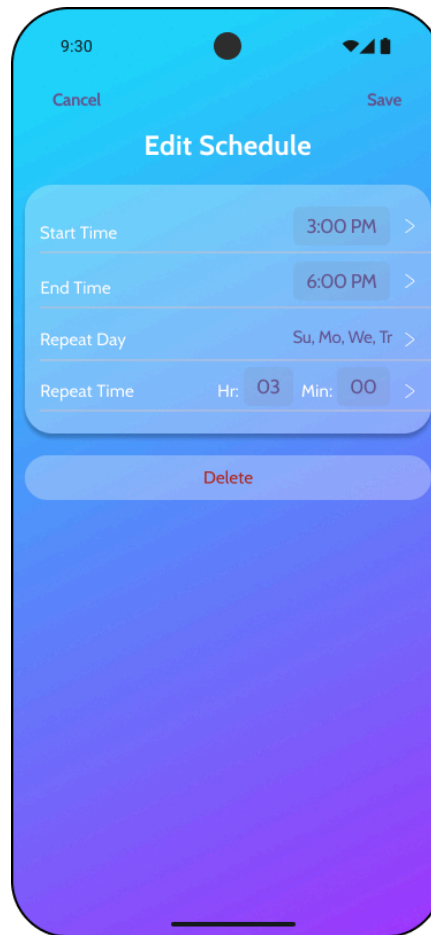 9:30
Cancel Save
Edit Schedule
Start Time 3:00 PM
End Time 6:00 PM
Repeat Day Su, Mo, We, Tr
Repeat Time Hr: 03 Min: 00
Delete